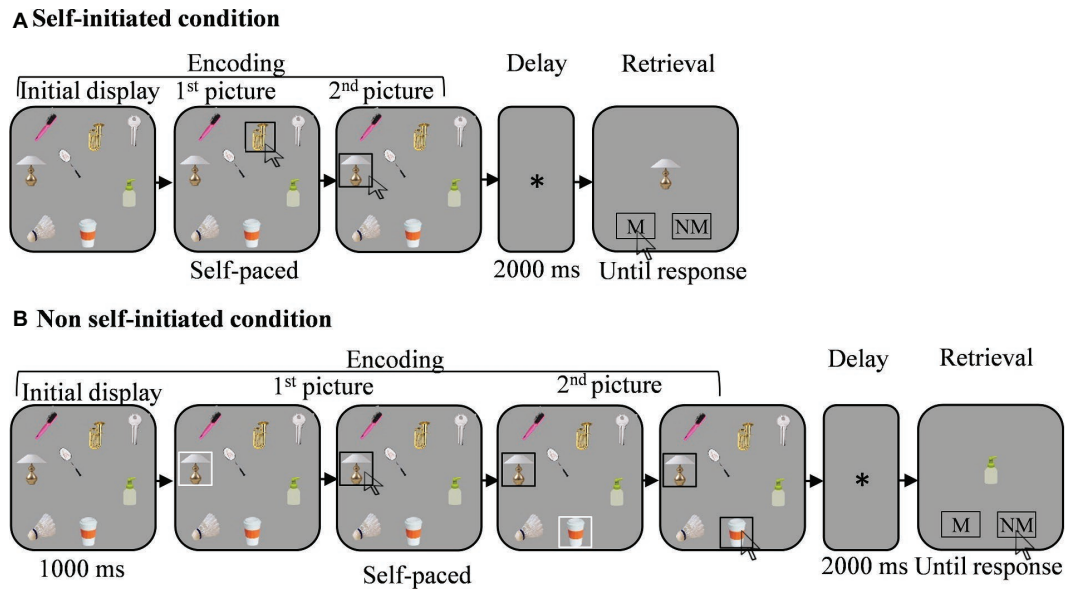 A Self-initiated condition
Encoding Delay Retrieval
Initial display 1st picture 2nd picture
*
M NM
Self-paced 2000 ms Until response
B Non self-initiated condition
Encoding Delay Retrieval
Initial display 1st picture 2nd picture
*
M NM
1000 ms Self-paced 2000 ms Until response